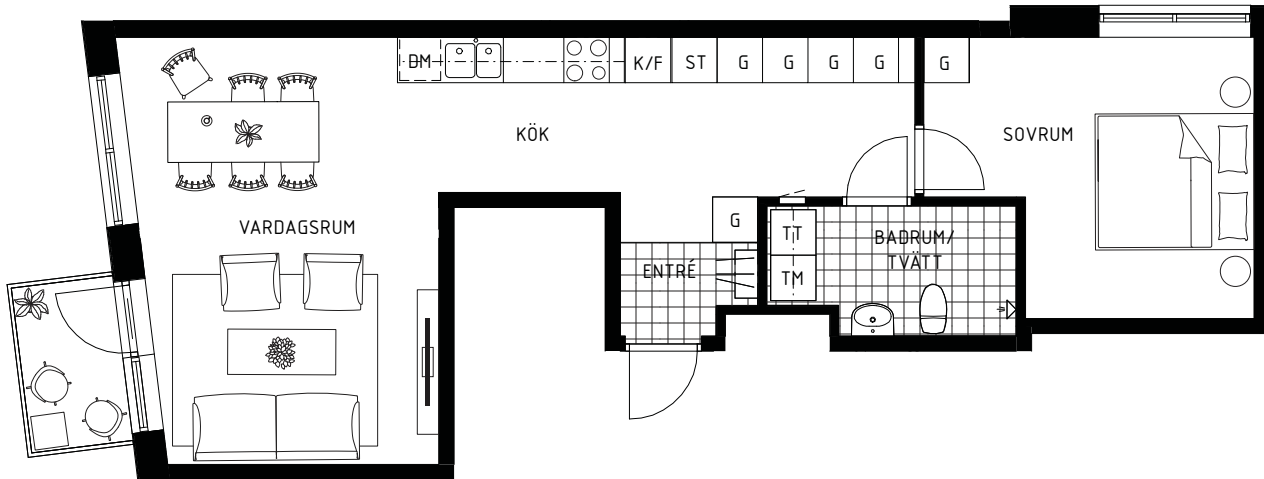 DM
K/F
ST
G
G
G
G
G
KÖK
SOVRUM
VARDAGSRUM
G
TT
BADRUM/
TVÄTT
ENTRÉ
TM